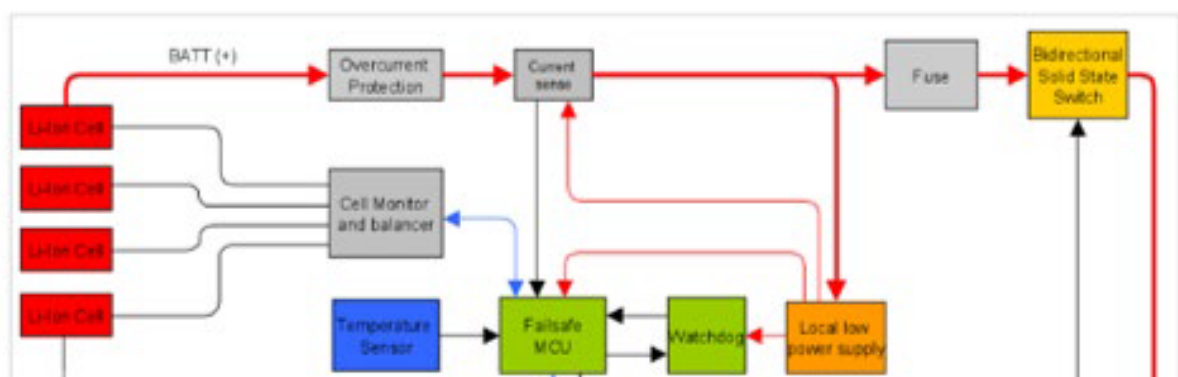 BATT (+)
Overcurrent
Protection
Current
sense
Fuse
Bidirectional
Solid State
Switch
Li-Ion Cell
Li-Ion Cell
Li-Ion Cell
Li-Ion Cell
Cell Monitor
and balancer
Temperature
Sensor
Failsafe
MCU
Watchdog
Local low
power supply